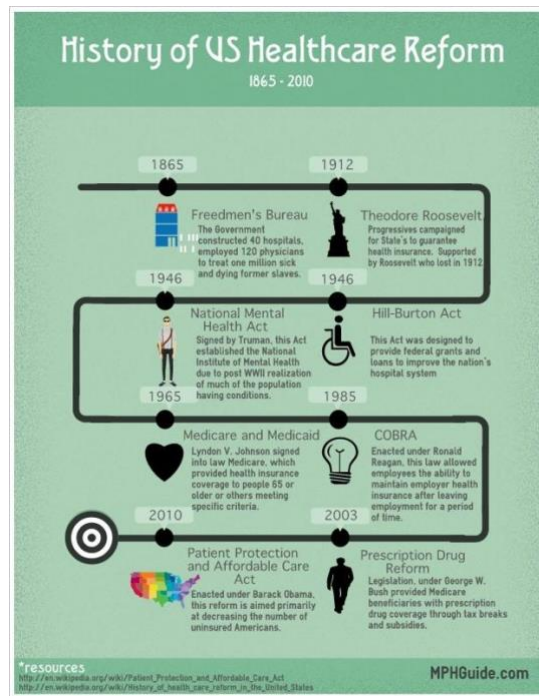 History of US Healthcare Reform
1865 - 2010
1865
1912
Freedmen's Bureau
The Government
constructed 40 hospitals,
employed 120 physicians
to treat one million sick
and dying former slaves.
Theodore Roosevelt,
Progressives campaigned
for State's to guarantee
health insurance. Supported
by Roosevelt who lost in 1912
1946
1946
National Mental
Health Act
Signed by Truman, this Act
established the National
Institute of Mental Health
due to post WWII realization
of much of the population
having conditions.
Hill-Burton Act
This Act was designed to
provide federal grants and
loans to improve the nation's
hospital system
1965
1985
Medicare and Medicaid
Lyndon V. Johnson signed
into law Medicare, which
provided health insurance
coverage to people 65 or
older or others meeting
specific criteria.
COBRA
Enacted under Ronald
Reagan, this law allowed
employees the ability to
maintain employer health
insurance after leaving
employment for a period
of time.
2010
2003
Patient Protection
and Affordable Care
Act
Enacted under Barack Obama,
this reform is aimed primarily
at decreasing the number of
uninsured Americans.
Prescription Drug
Reform
Legislation, under George W.
Bush provided Medicare
beneficiaries with prescription
drug coverage through tax breaks
and subsidies.
*resources
http://en.wikipedia.org/wiki/Patient_Protection_and_Affordable_Care_Act
http://en.wikipedia.org/wiki/History_of_health_care_reform_in_the_United_States
MPHGuide.com